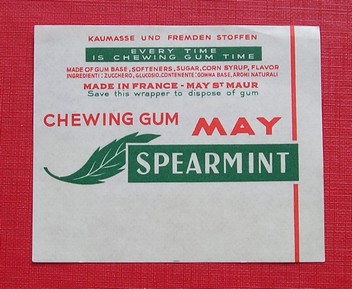 KAUMASSE UND FREMDEN STOFFEN
EVERY TIME
IS CHEWING GUM TIME
MADE OF GUM BASE, SOFTENERS, SUGAR, CORN SYRUP, FLAVOR
INGREDIENTI: ZUCCHERO, GLUCOSIO, CONTENENTE: GOMMA BASE, AROMI NATURALI
MADE IN FRANCE - MAY ST MAUR
Save this wrapper to dispose of gum
CHEWING GUM MAY
SPEARMINT